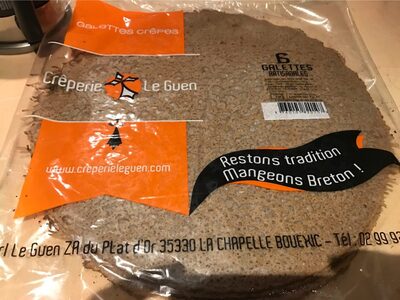 GALETTES CRÊPES
6
GALETTES
ARTISANALES
Crêperie Le Guen
www.creperieleguen.com
Restons tradition
Mangeons Breton !
rl Le Guen ZA du Plat d'Or 35330 LA CHAPELLE BOUEXIC - Tél : 02 99 92